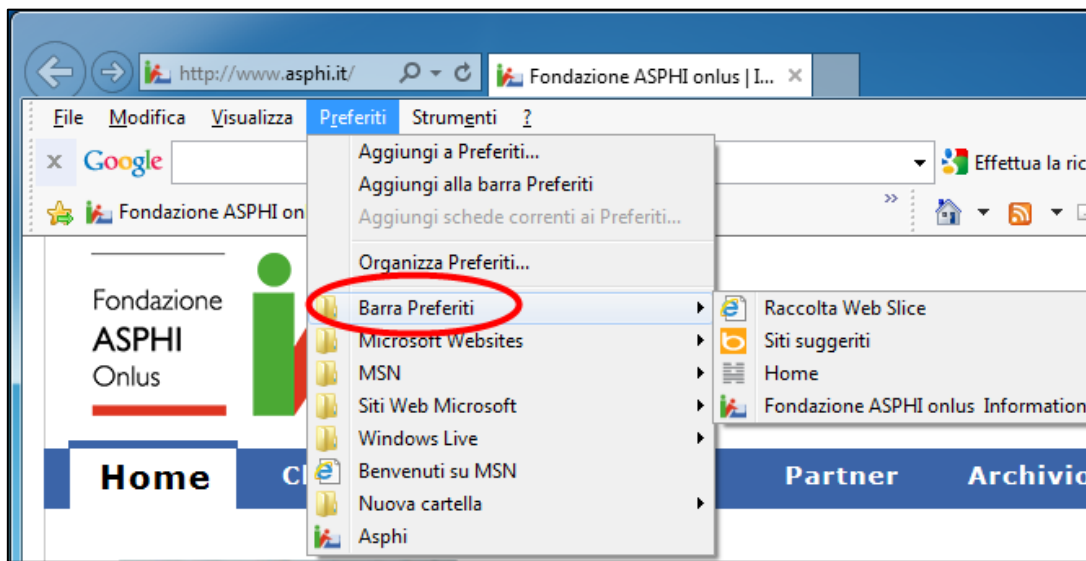 http://www.asphi.it/
Fondazione ASPHI onlus | I...
File Modifica Visualizza Preferiti Strumenti ?
x Google
Effettua la ric
Fondazione ASPHI on
»
Aggiungi a Preferiti...
Aggiungi alla barra Preferiti
Aggiungi schede correnti ai Preferiti...
Organizza Preferiti...
Barra Preferiti
Microsoft Websites
MSN
Siti Web Microsoft
Windows Live
Benvenuti su MSN
Nuova cartella
Asphi
Raccolta Web Slice
Siti suggeriti
Home
Fondazione ASPHI onlus Information
Fondazione
ASPHI
Onlus
Home Partner Archivio